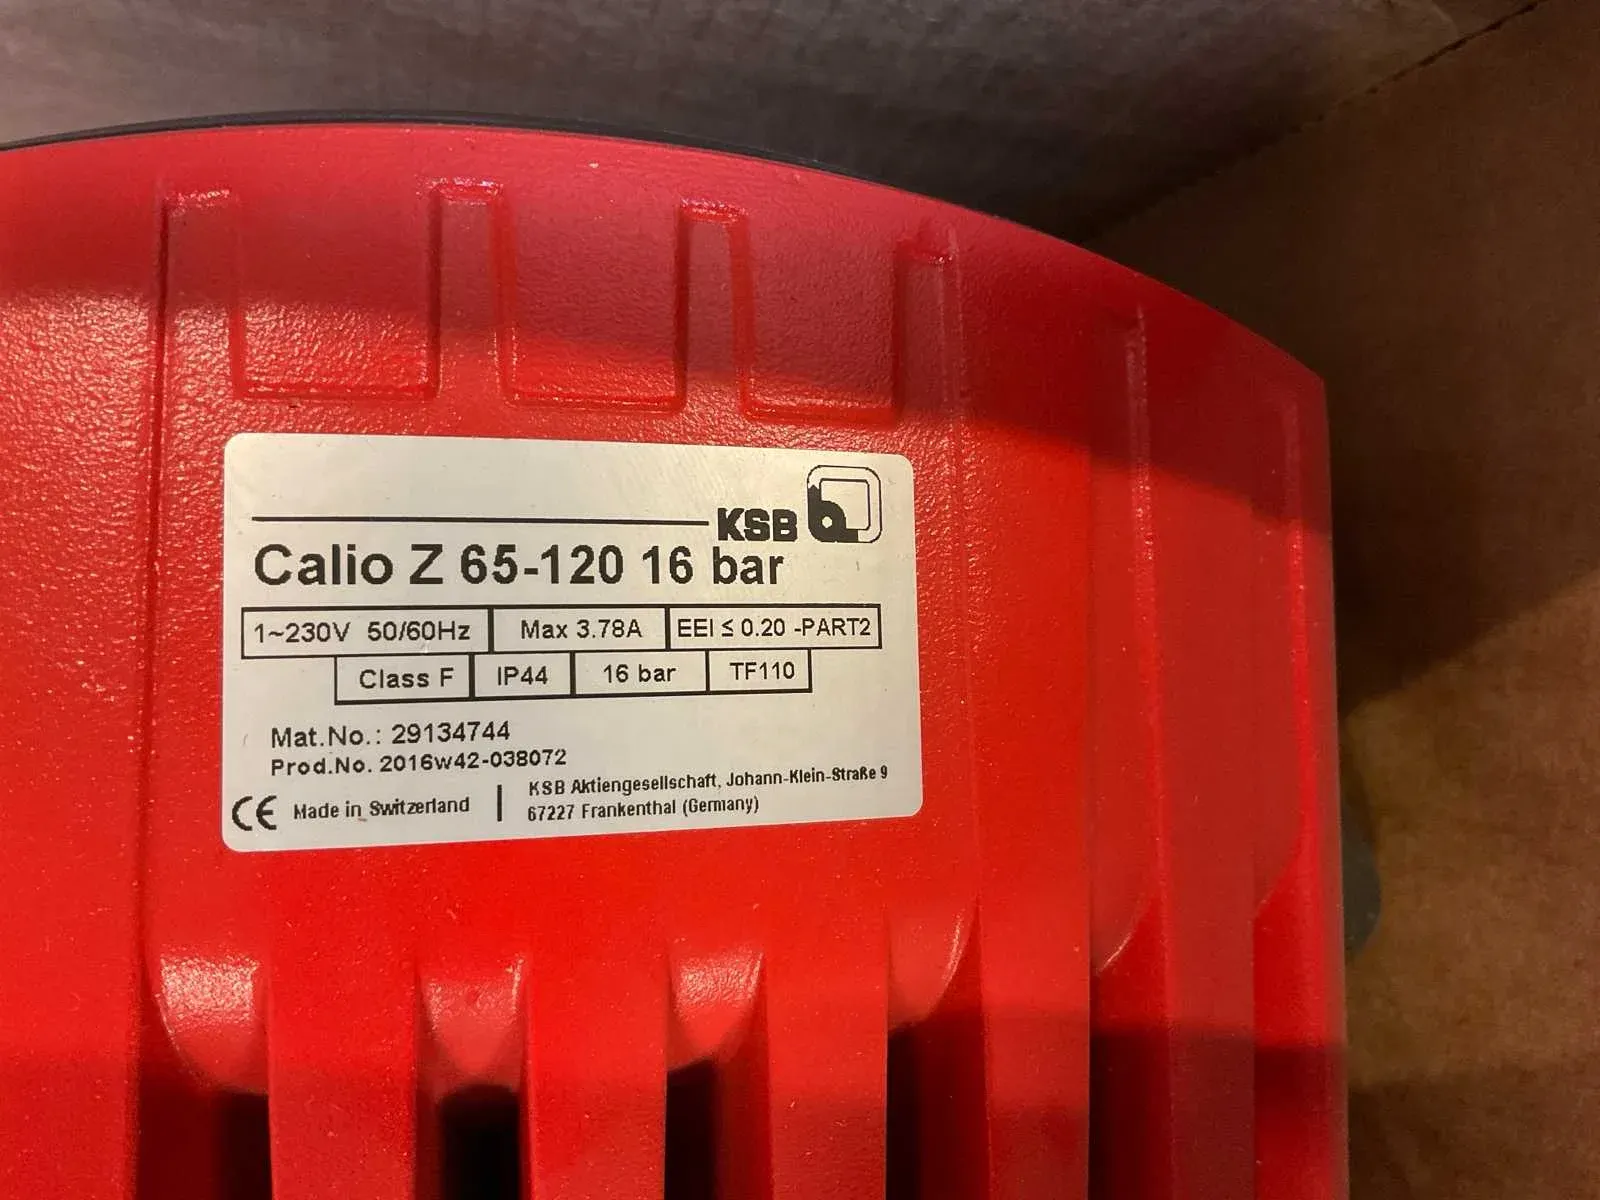 KSB
Calio Z 65-120 16 bar
1~230V 50/60Hz Max 3.78A EEI ≤ 0.20 -PART2
Class F IP44 16 bar TF110
Mat.No.: 29134744
Prod.No. 2016w42-038072
CE Made in Switzerland
KSB Aktiengesellschaft, Johann-Klein-Straße 9
67227 Frankenthal (Germany)